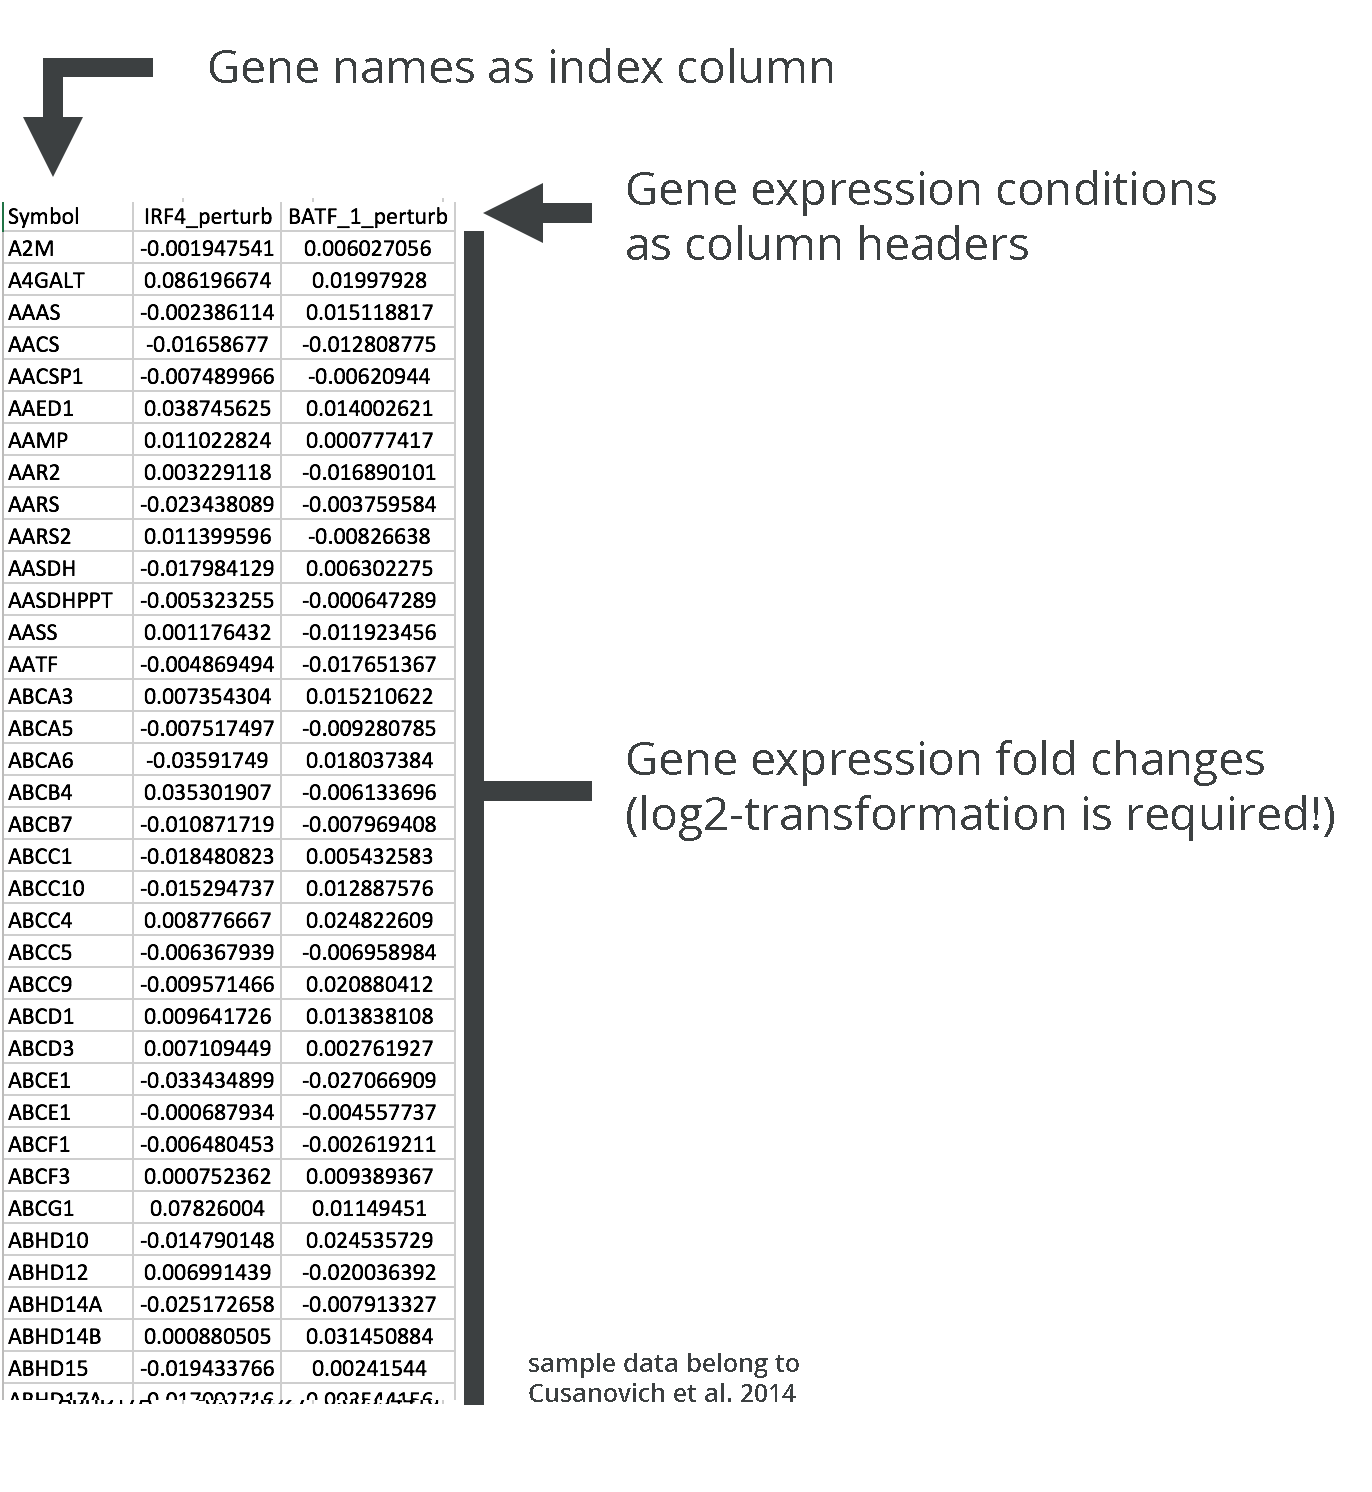 Gene names as index column
Gene expression conditions
as column headers
Symbol IRF4_perturb BATF_1_perturb
A2M -0.001947541 0.006027056
A4GALT 0.086196674 0.01997928
AAAS -0.002386114 0.015118817
AACS -0.01658677 -0.012808775
AACSP1 -0.007489966 -0.00620944
AAED1 0.038745625 0.014002621
AAMP 0.011022824 0.000777417
AAR2 0.003229118 -0.016890101
AARS -0.023438089 -0.003759584
AARS2 0.011399596 -0.00826638
AASDH -0.017984129 0.006302275
AASDHPPT -0.005323255 -0.000647289
AASS 0.001176432 -0.011923456
AATF -0.004869494 -0.017651367
ABCA3 0.007354304 0.015210622
ABCA5 -0.007517497 -0.009280785
ABCA6 -0.03591749 0.018037384
ABCB4 0.035301907 -0.006133696
ABCB7 -0.010871719 -0.007969408
ABCC1 -0.018480823 0.005432583
ABCC10 -0.015294737 0.012887576
ABCC4 0.008776667 0.024822609
ABCC5 -0.006367939 -0.006958984
ABCC9 -0.009571466 0.020880412
ABCD1 0.009641726 0.013838108
ABCD3 0.007109449 0.002761927
ABCE1 -0.033434899 -0.027066909
ABCE1 -0.000687934 -0.004557737
ABCF1 -0.006480453 -0.002619211
ABCF3 0.000752362 0.009389367
ABCG1 0.07826004 0.01149451
ABHD10 -0.014790148 0.024535729
ABHD12 0.006991439 -0.020036392
ABHD14A -0.025172658 -0.007913327
ABHD14B 0.000880505 0.031450884
ABHD15 -0.019433766 0.00241544
Gene expression fold changes
(log2-transformation is required!)
sample data belong to
Cusanovich et al. 2014